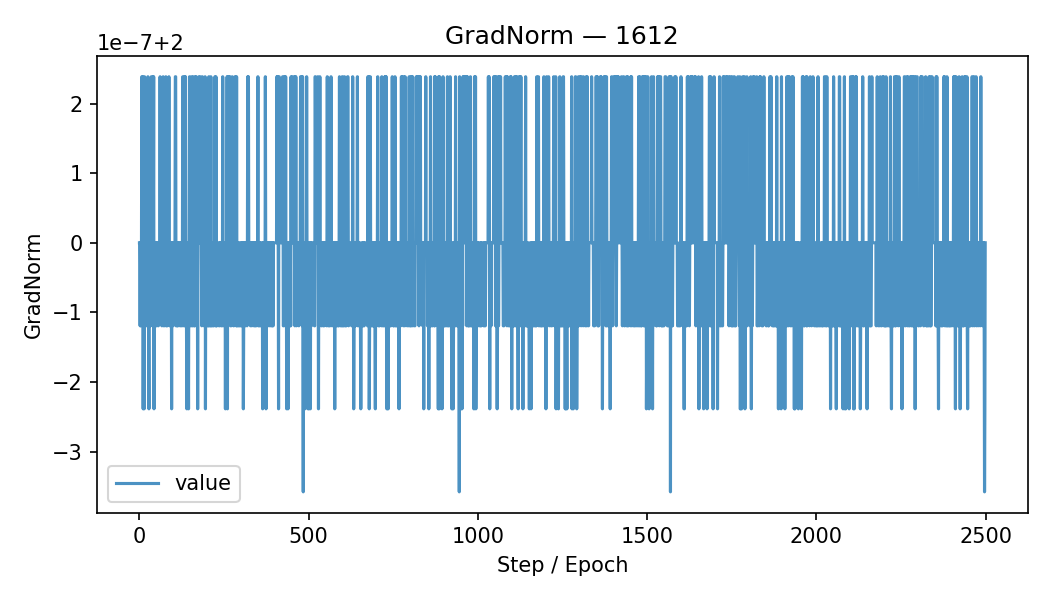 GradNorm — 1612
1e−7+2
2
1
0
−1
−2
−3
GradNorm
value
0 500 1000 1500 2000 2500
Step / Epoch